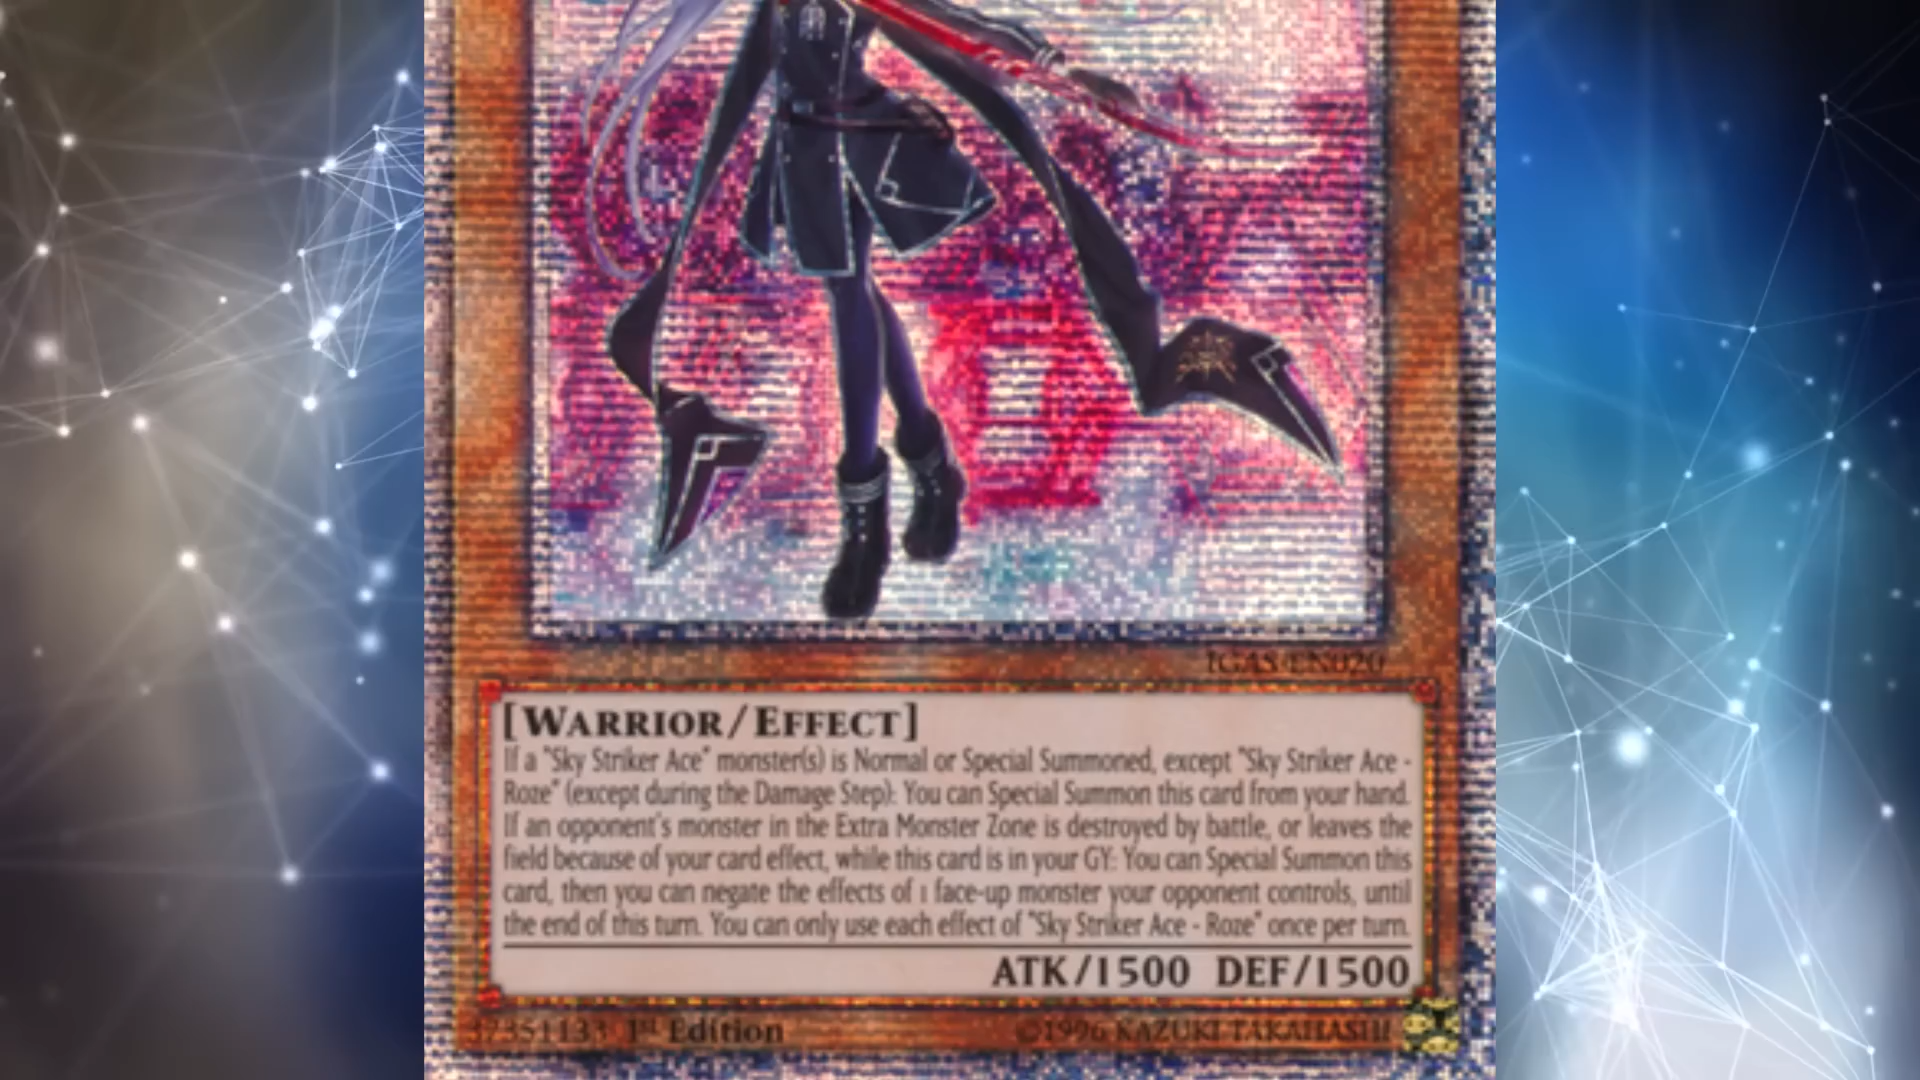 IGAS-EN020
[WARRIOR/EFFECT]
If a "Sky Striker Ace" monster(s) is Normal or Special Summoned, except "Sky Striker Ace -
Roze" (except during the Damage Step): You can Special Summon this card from your hand.
If an opponent's monster in the Extra Monster Zone is destroyed by battle, or leaves the
field because of your card effect, while this card is in your GY: You can Special Summon this
card, then you can negate the effects of 1 face-up monster your opponent controls, until
the end of this turn. You can only use each effect of "Sky Striker Ace - Roze" once per turn.
ATK/1500 DEF/1500
37351133 1st Edition ©1996 KAZUKI TAKAHASHI